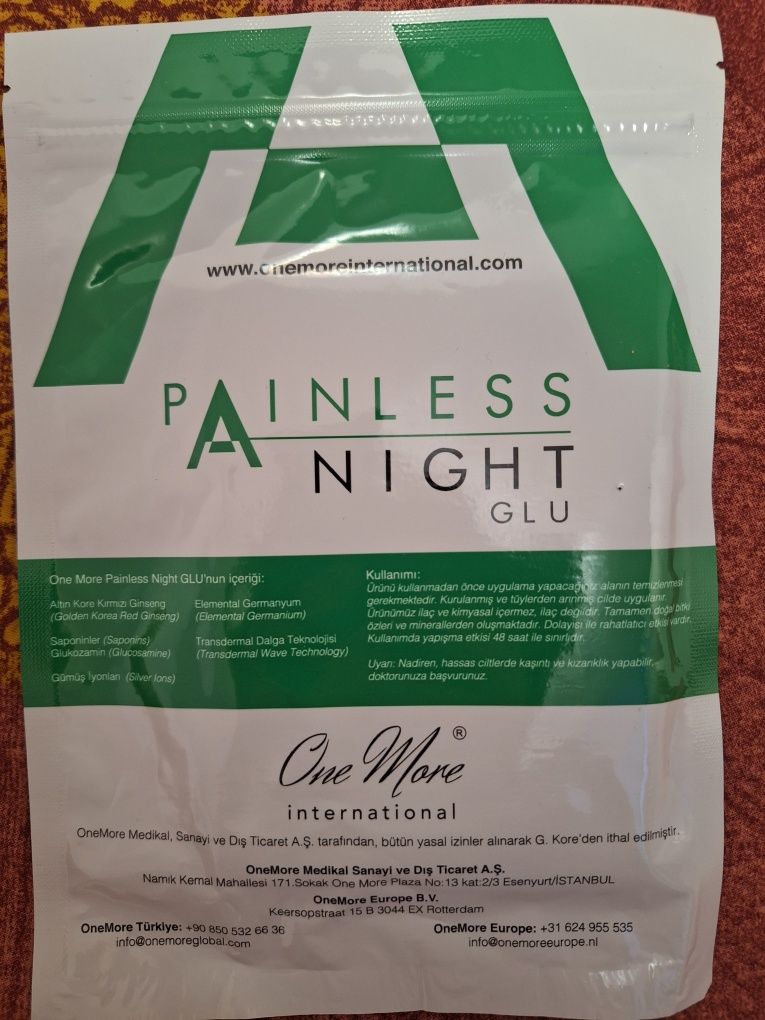 www.onemoreinternational.com
PAINLESS
NIGHT
GLU
One More Painless Night GLU'nun içeriği:
Altın Kore Kırmızı Ginseng
(Golden Korea Red Ginseng)
Saponinler (Saponins)
Glukozamin (Glucosamine)
Gümüş İyonları (Silver Ions)
Elemental Germanyum
(Elemental Germanium)
Transdermal Dalga Teknolojisi
(Transdermal Wave Technology)
Kullanımı:
Ürünü kullanmadan önce uygulama yapacağınız alanın temizlenmesi
gerekmektedir. Kurulanmış ve tüylerden arınmış cilde uygulanır.
Ürünümüz ilaç ve kimyasal içermez, ilaç değildir. Tamamen doğal bitki
özleri ve minerallerden oluşmaktadır. Dolayısı ile rahatlatıcı etkisi vardır.
Kullanımda yapışma etkisi 48 saat ile sınırlıdır.
Uyarı: Nadiren, hassas ciltlerde kaşıntı ve kızarıklık yapabilir,
doktorunuza başvurunuz.
One More ®
international
OneMore Medikal, Sanayi ve Dış Ticaret A.Ş. tarafından, bütün yasal izinler alınarak G. Kore'den ithal edilmiştir.
OneMore Medikal Sanayi ve Dış Ticaret A.Ş.
Namık Kemal Mahallesi 171.Sokak One More Plaza No:13 kat:2/3 Esenyurt/İSTANBUL
OneMore Europe B.V.
Keersopstraat 15 B 3044 EX Rotterdam
OneMore Türkiye: +90 850 532 66 36
info@onemoreglobal.com
OneMore Europe: +31 624 955 535
info@onemoreeurope.nl